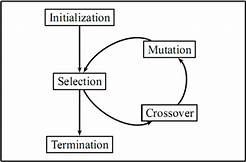 Initialization
Mutation
Selection
Crossover
Termination